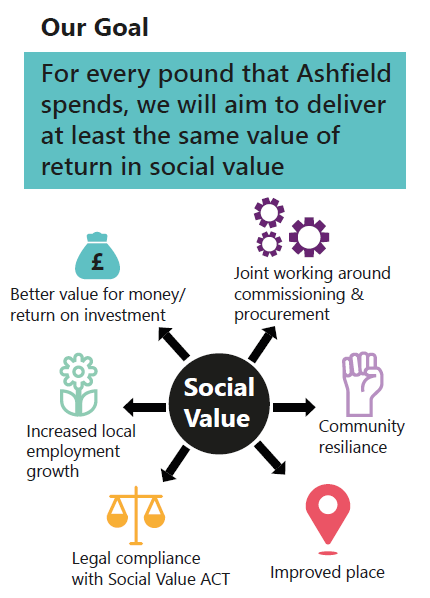 Our Goal
For every pound that Ashfield
spends, we will aim to deliver
at least the same value of
return in social value
£
Better value for money/
return on investment
Joint working around
commissioning &
procurement
Social
Value
Increased local
employment
growth
Community
resiliance
Legal compliance
with Social Value ACT
Improved place